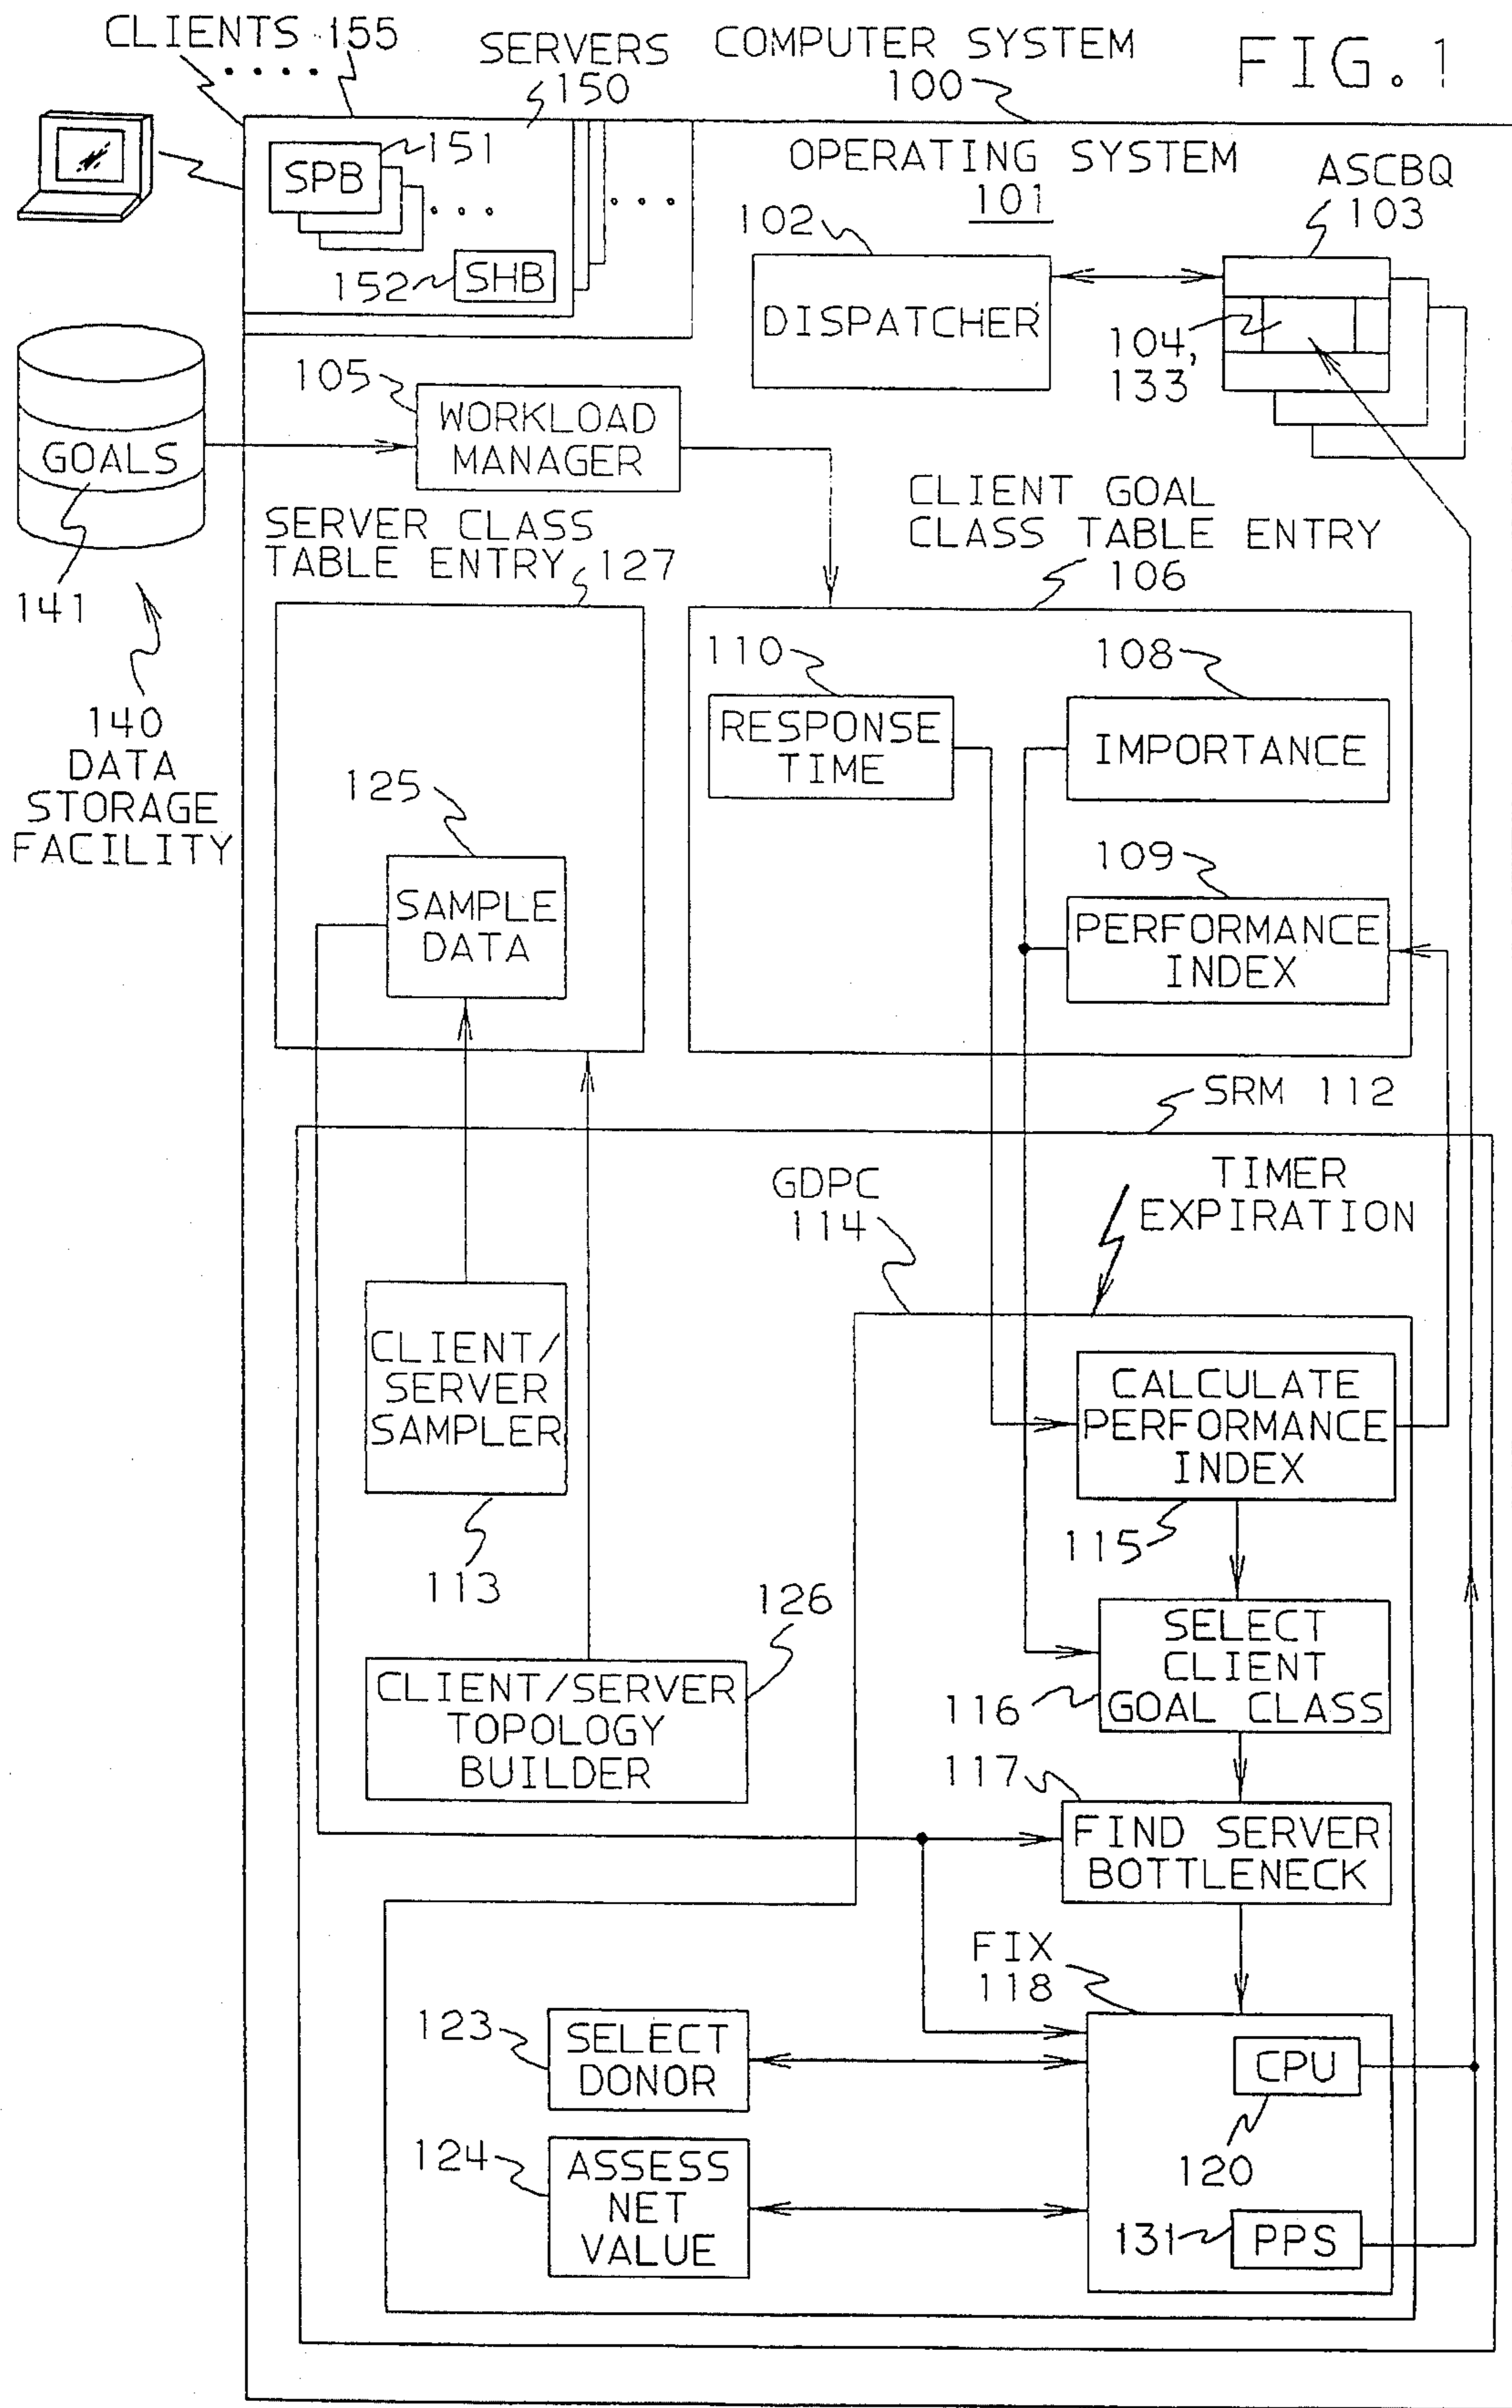 FIG. 1
CLIENTS 155
SERVERS
150
COMPUTER SYSTEM
100
151
SPB
152
SHB
OPERATING SYSTEM
101
102
DISPATCHER
ASCBQ
103
104,
133
105
WORKLOAD
MANAGER
GOALS
141
140
DATA
STORAGE
FACILITY
SERVER CLASS
TABLE ENTRY 127
CLIENT GOAL
CLASS TABLE ENTRY
106
110
RESPONSE
TIME
108
IMPORTANCE
109
PERFORMANCE
INDEX
125
SAMPLE
DATA
SRM 112
GDPC
114
TIMER
EXPIRATION
CLIENT/
SERVER
SAMPLER
113
CALCULATE
PERFORMANCE
INDEX
115
126
CLIENT/SERVER
TOPOLOGY
BUILDER
SELECT
CLIENT
GOAL CLASS
116
117
FIND SERVER
BOTTLENECK
FIX
118
123
SELECT
DONOR
CPU
120
124
ASSESS
NET
VALUE
131
PPS